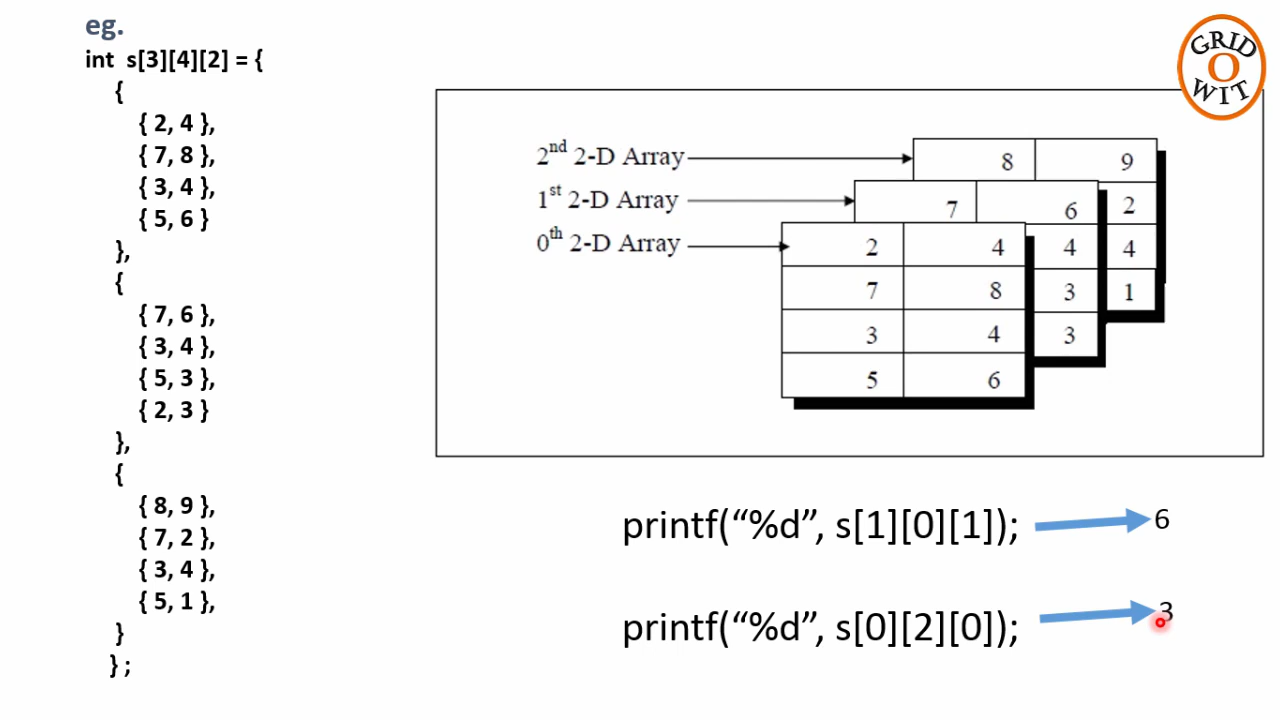 eg.
int s[3][4][2] = {
{
{ 2, 4 },
{ 7, 8 },
{ 3, 4 },
{ 5, 6 }
},
{
{ 7, 6 },
{ 3, 4 },
{ 5, 3 },
{ 2, 3 }
},
{
{ 8, 9 },
{ 7, 2 },
{ 3, 4 },
{ 5, 1 },
}
} ;
GRID
O
WIT
2nd 2-D Array 8 9
1st 2-D Array 7 6 2
0th 2-D Array 2 4 4 4
7 8 3 1
3 4 3
5 6
printf(“%d”, s[1][0][1]); 6
printf(“%d”, s[0][2][0]); 3